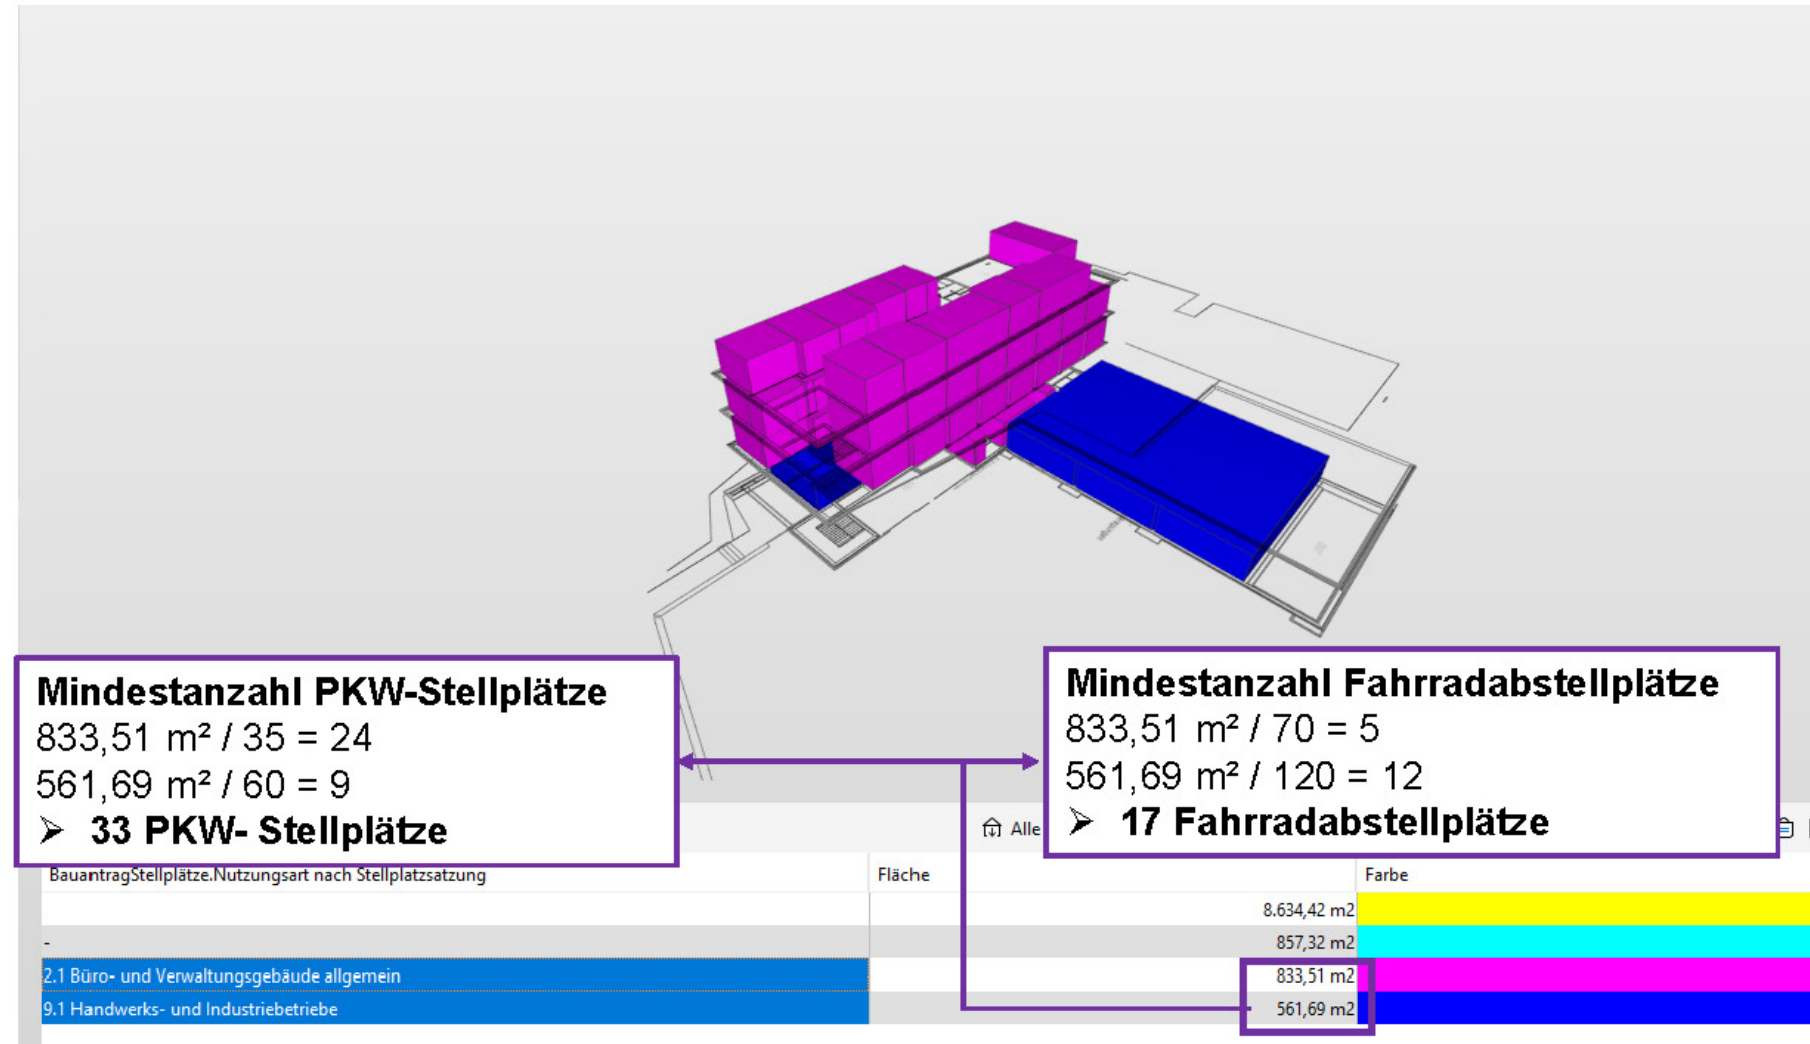 Mindestanzahl PKW-Stellplätze
833,51 m² / 35 = 24
561,69 m² / 60 = 9
➢ 33 PKW- Stellplätze
Mindestanzahl Fahrradabstellplätze
833,51 m² / 70 = 5
561,69 m² / 120 = 12
➢ 17 Fahrradabstellplätze
Alle
BauantragStellplätze.Nutzungsart nach Stellplatzsatzung Fläche Farbe
8.634,42 m2
- 857,32 m2
2.1 Büro- und Verwaltungsgebäude allgemein 833,51 m2
9.1 Handwerks- und Industriebetriebe 561,69 m2